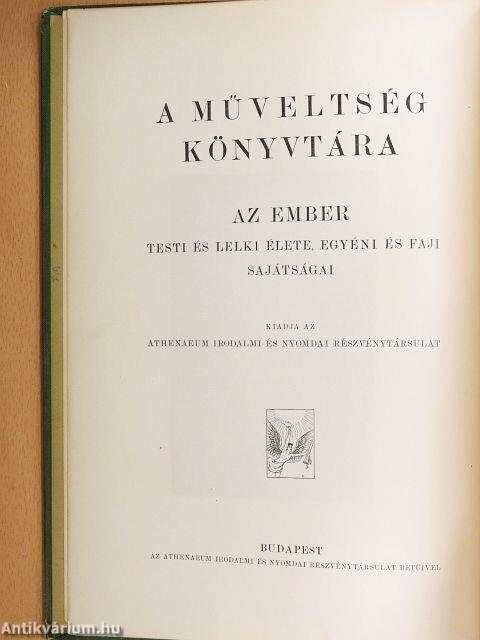 A MŰVELTSÉG
KÖNYVTÁRA
AZ EMBER
TESTI ÉS LELKI ÉLETE, EGYÉNI ÉS FAJI
SAJÁTSÁGAI
KIADJA AZ
ATHENAEUM IRODALMI ÉS NYOMDAI RÉSZVÉNYTÁRSULAT
BUDAPEST
AZ ATHENAEUM IRODALMI ÉS NYOMDAI RÉSZVÉNYTÁRSULAT BETŰIVEL
Antikvárium.hu